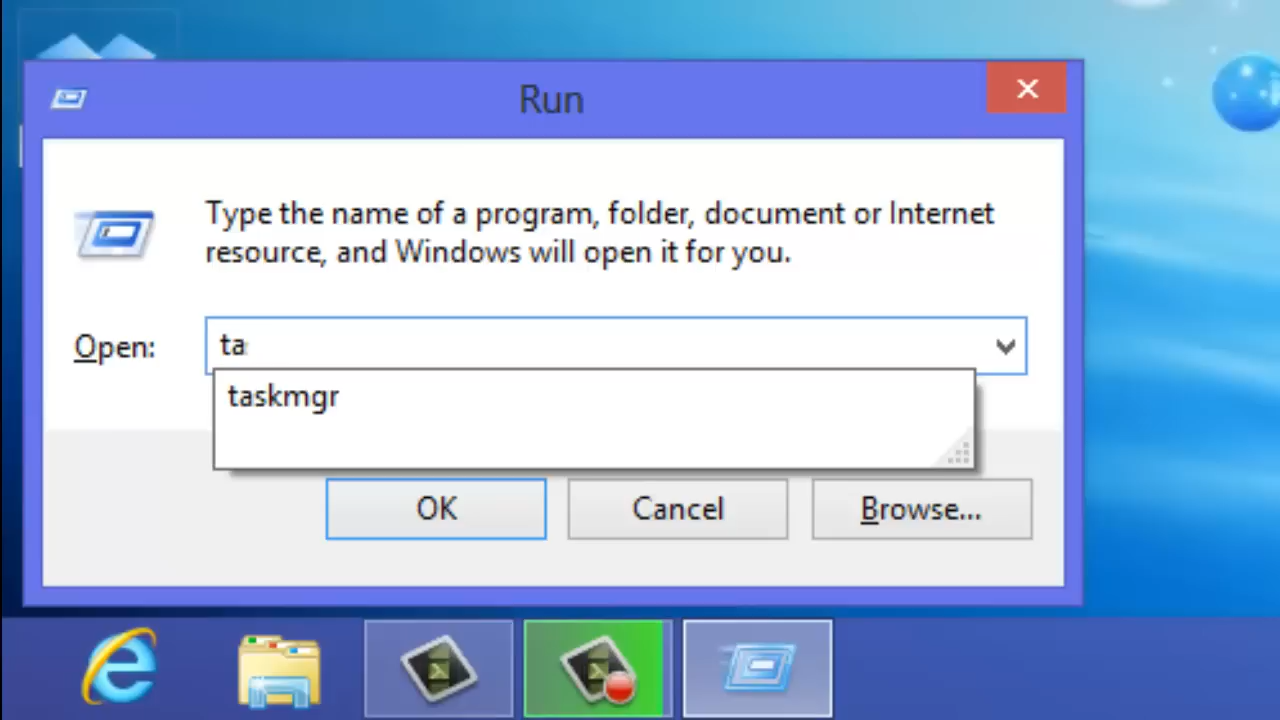 Run
Type the name of a program, folder, document or Internet
resource, and Windows will open it for you.
Open:
ta
taskmgr
OK
Cancel
Browse...